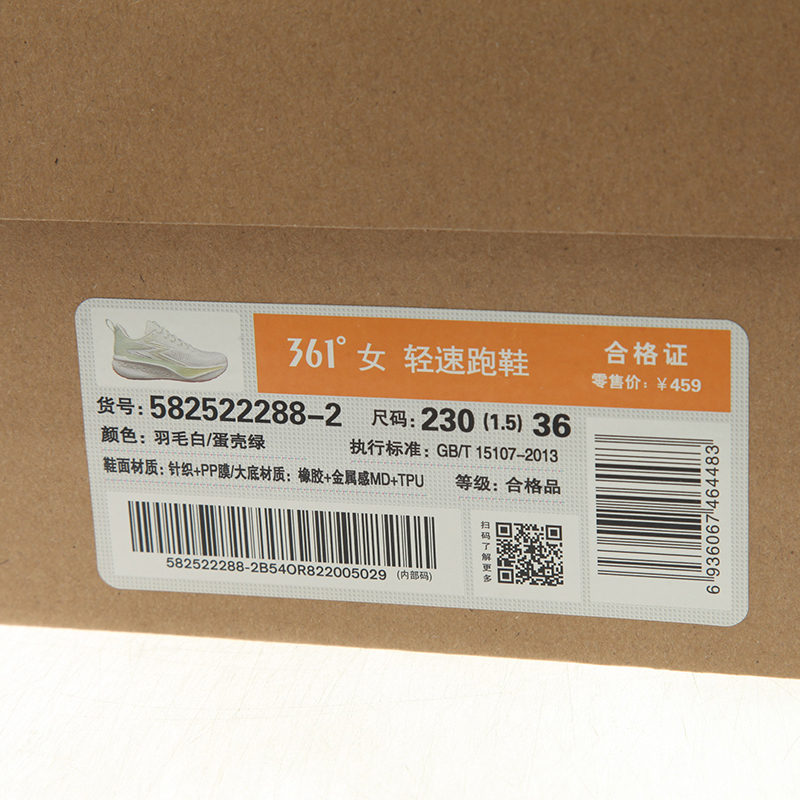 361° 女 轻速跑鞋
合格证
零售价：￥459
货号：582522288-2
尺码：230 (1.5) 36
颜色：羽毛白/蛋壳绿
执行标准：GB/T 15107-2013
鞋面材质：针织+PP膜/大底材质：橡胶+金属感MD+TPU
等级：合格品
582522288-2B54OR822005029 (内部码)
扫码了解更多
6 936067 464483